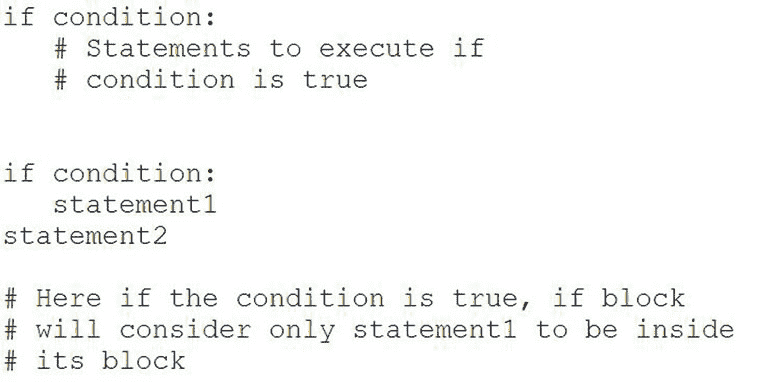 if condition:
   # Statements to execute if
   # condition is true
if condition:
   statement1
statement2
# Here if the condition is true, if block
# will consider only statement1 to be inside
# its block